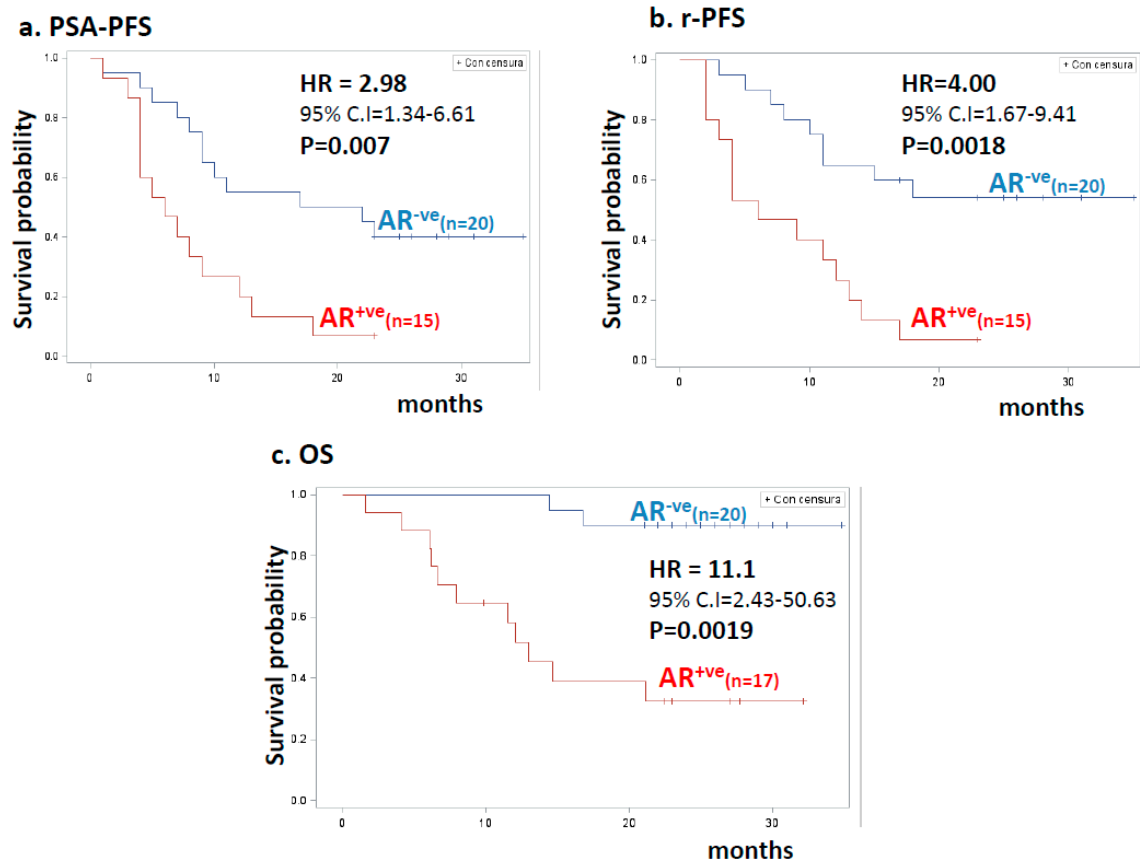 a. PSA-PFS
+ Con censura
HR = 2.98
95% C.I=1.34-6.61
P=0.007
AR-ve(n=20)
AR+ve(n=15)
Survival probability
1.0
0.8
0.6
0.4
0.2
0.0
0 10 20 30
months
b. r-PFS
+ Con censura
HR=4.00
95% C.I=1.67-9.41
P=0.0018
AR-ve(n=20)
AR+ve(n=15)
Survival probability
1.0
0.8
0.6
0.4
0.2
0.0
0 10 20 30
months
c. OS
+ Con censura
AR-ve(n=20)
HR = 11.1
95% C.I=2.43-50.63
P=0.0019
AR+ve(n=17)
Survival probability
1.0
0.8
0.6
0.4
0.2
0.0
0 10 20 30
months